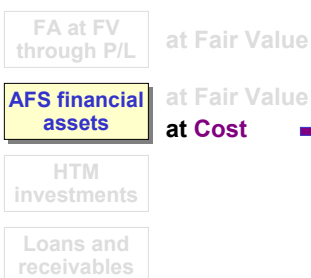 FA at FV
through P/L
at Fair Value
AFS financial
assets
at Fair Value
at Cost
HTM
investments
Loans and
receivables